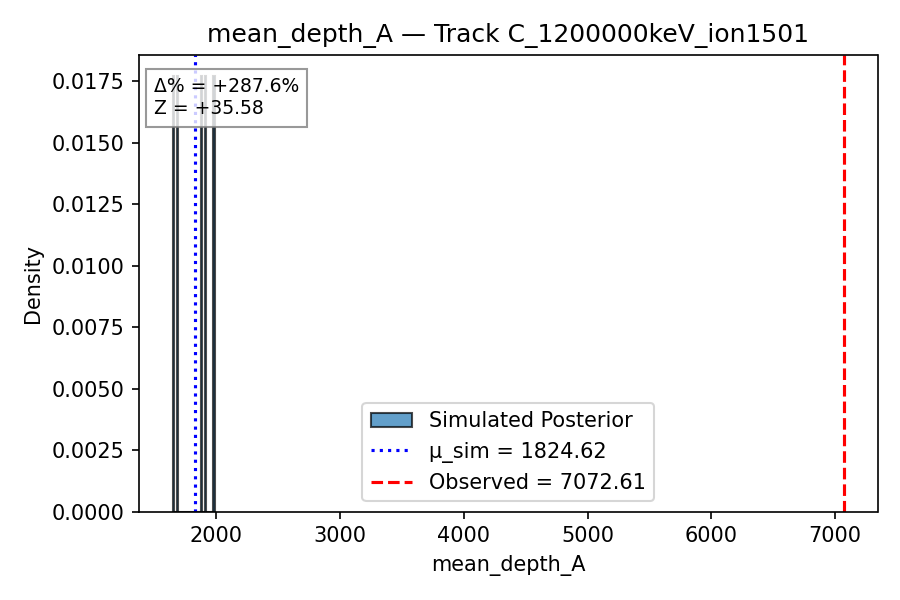 mean_depth_A — Track C_1200000keV_ion1501
Δ% = +287.6%
Z = +35.58
0.0175
0.0150
0.0125
0.0100
0.0075
0.0050
0.0025
0.0000
Density
Simulated Posterior
μ_sim = 1824.62
Observed = 7072.61
2000
3000
4000
5000
6000
7000
mean_depth_A